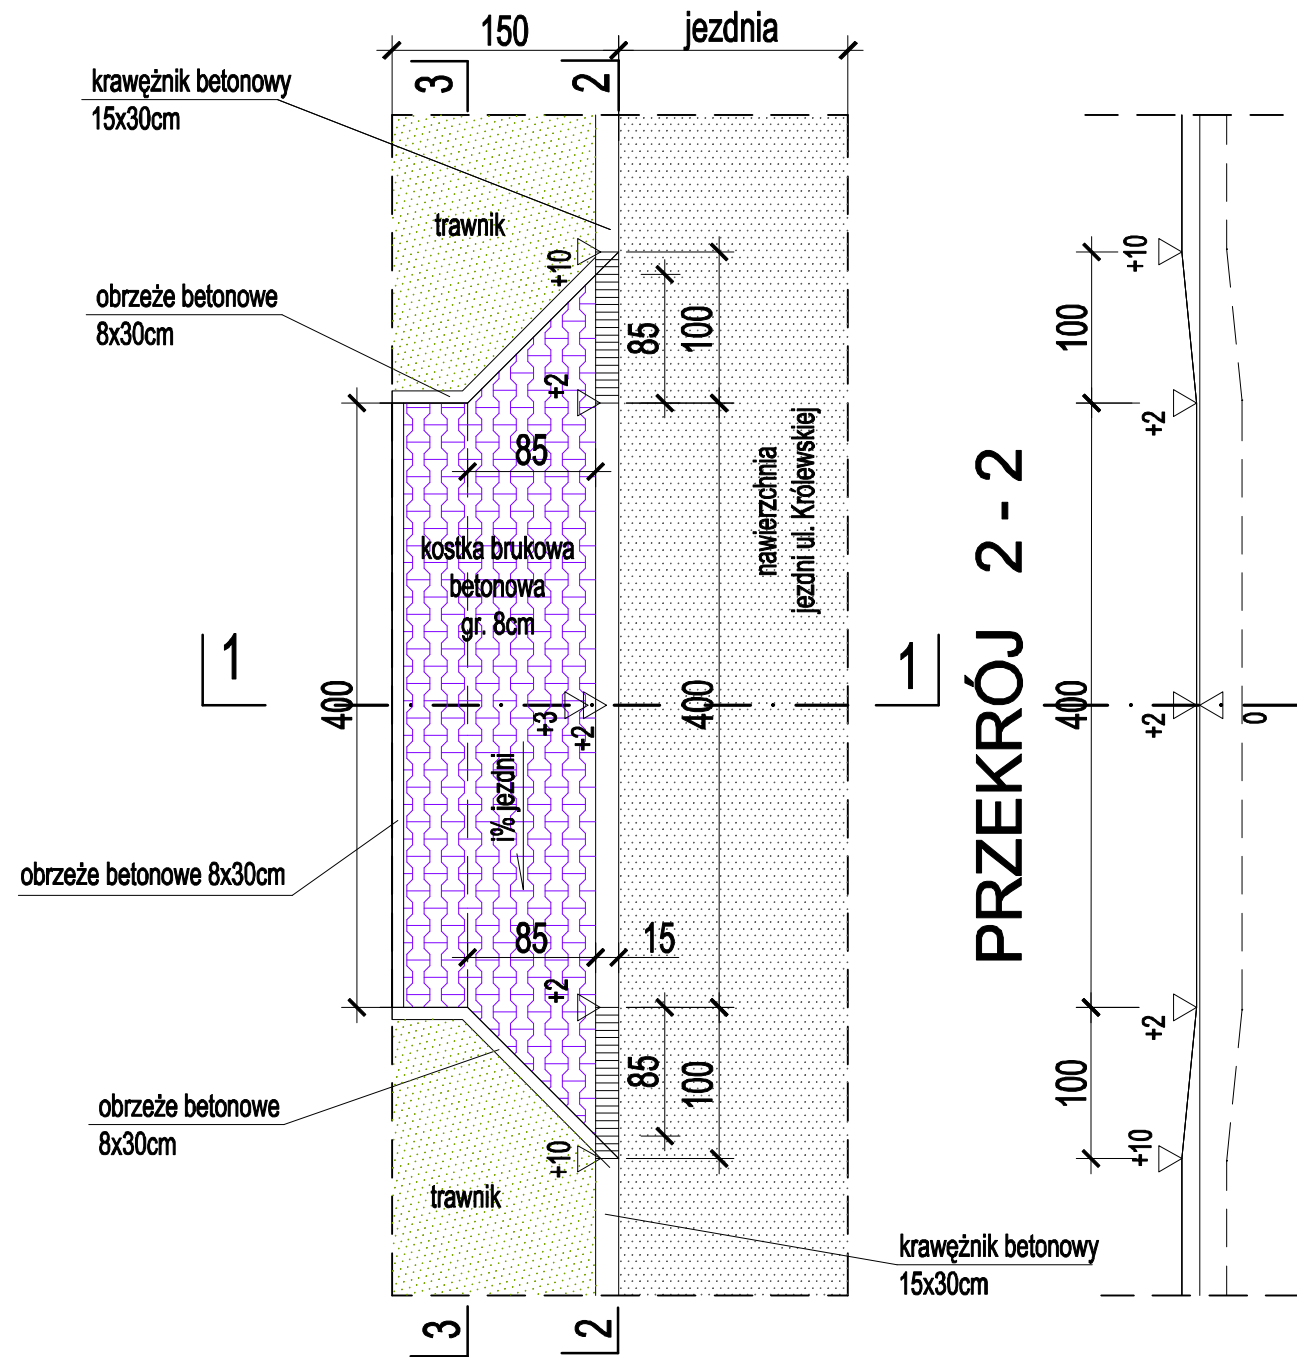 150
jezdnia
3
2
krawężnik betonowy
15x30cm
trawnik
+10
+10
obrzeże betonowe
8x30cm
85
100
100
+2
+2
85
kostka brukowa
betonowa
gr. 8cm
nawierzchnia
jezdni ul. Królewskiej
PRZEKRÓJ 2 - 2
1
1
400
400
400
+3
+2
+2
0
i% jezdni
obrzeże betonowe 8x30cm
85
15
+2
+2
85
100
100
obrzeże betonowe
8x30cm
+10
+10
trawnik
krawężnik betonowy
15x30cm
3
2